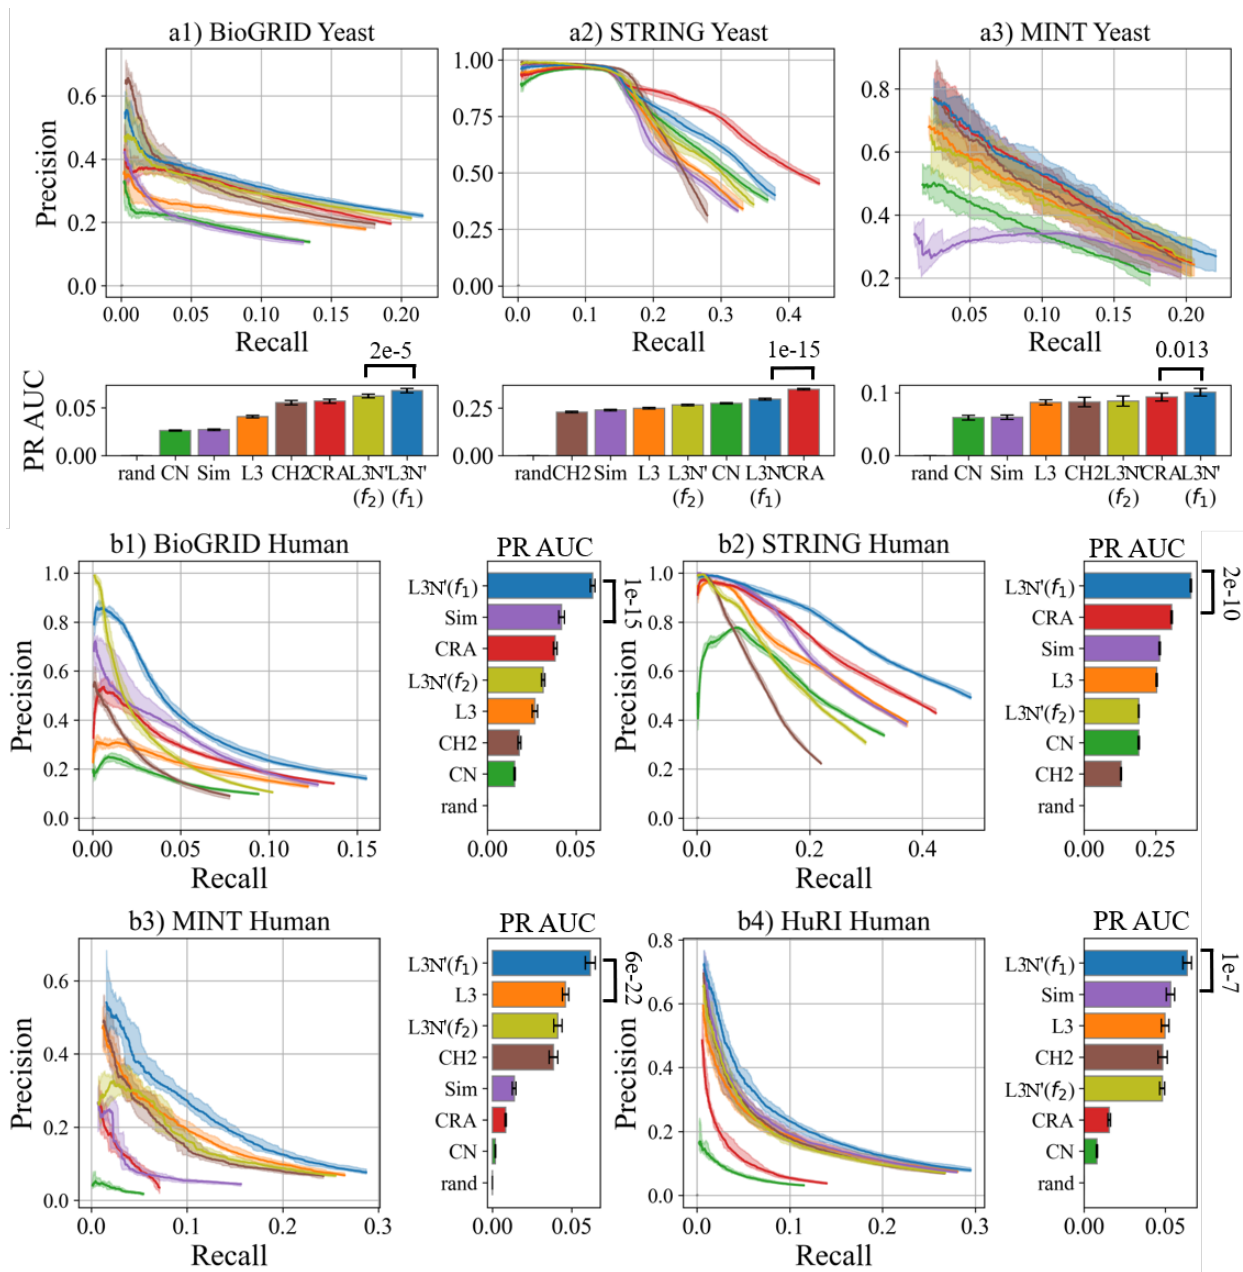 a1) BioGRID Yeast
a2) STRING Yeast
a3) MINT Yeast
Precision
0.6
0.4
0.2
0.0
0.00 0.05 0.10 0.15 0.20
Recall
1.00
0.75
0.50
0.25
0.00
0.0 0.1 0.2 0.3 0.4
Recall
0.8
0.6
0.4
0.2
0.05 0.10 0.15 0.20
Recall
PR AUC
2e-5
0.05
0.00
rand CN Sim L3 CH2 CRA L3N'(f₂) L3N'(f₁)
1e-15
0.25
0.00
rand CH2 Sim L3 L3N'(f₂) CN L3N'(f₁) CRA
0.013
0.1
0.0
rand CN Sim L3 CH2 L3N'(f₂) CRA L3N'(f₁)
b1) BioGRID Human
Precision
1.0
0.8
0.6
0.4
0.2
0.0
0.00 0.05 0.10 0.15
Recall
PR AUC
L3N'(f₁)
Sim
CRA
L3N'(f₂)
L3
CH2
CN
rand
0.00 0.05
1e-15
b2) STRING Human
Precision
1.0
0.8
0.6
0.4
0.2
0.0
0.0 0.2 0.4
Recall
PR AUC
L3N'(f₁)
CRA
Sim
L3
L3N'(f₂)
CN
CH2
rand
0.00 0.25
2e-10
b3) MINT Human
Precision
0.6
0.4
0.2
0.0
0.0 0.1 0.2 0.3
Recall
PR AUC
L3N'(f₁)
L3
L3N'(f₂)
CH2
Sim
CRA
CN
rand
0.00 0.05
6e-22
b4) HuRI Human
Precision
0.8
0.6
0.4
0.2
0.0
0.0 0.1 0.2 0.3
Recall
PR AUC
L3N'(f₁)
Sim
L3
CH2
L3N'(f₂)
CRA
CN
rand
0.00 0.05
1e-7